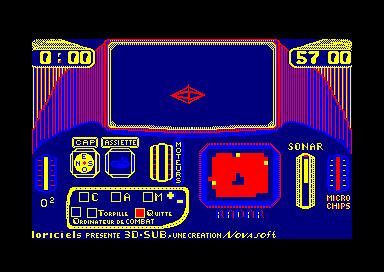 0:00
57 00
CAP ASSIETTE
N S
MOTEURS
SONAR
C A M + -
TORPILLE QUITTE
ORDINATEUR DE COMBAT
O2
RADAR
MICRO
CHIPS
loriciels PRESENTE 3D-SUB. UNE CREATION Novasoft